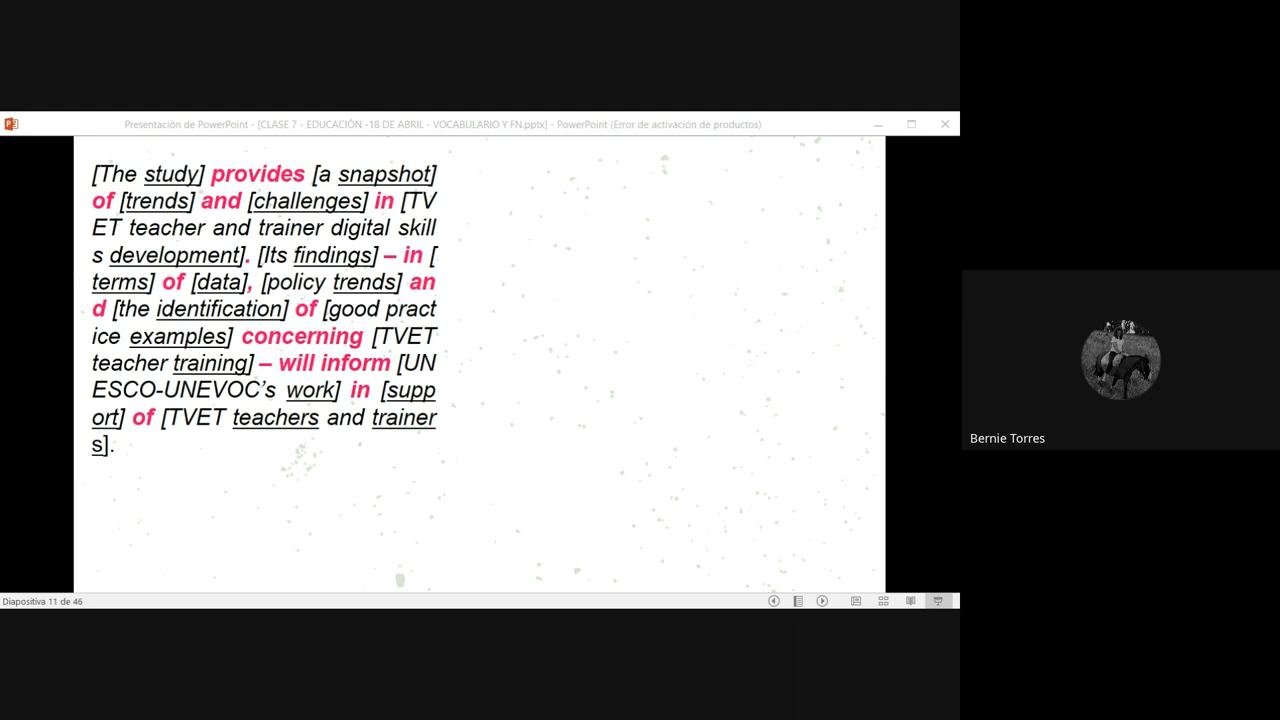 Presentación de PowerPoint - [CLASE 7 - EDUCACIÓN -18 DE ABRIL - VOCABULARIO Y FN.pptx] - PowerPoint (Error de activación de productos)
[The study] provides [a snapshot]
of [trends] and [challenges] in [TV
ET teacher and trainer digital skill
s development]. [Its findings] – in [
terms] of [data], [policy trends] an
d [the identification] of [good pract
ice examples] concerning [TVET
teacher training] – will inform [UN
ESCO-UNEVOC’s work] in [supp
ort] of [TVET teachers and trainer
s].
Bernie Torres
Diapositiva 11 de 46